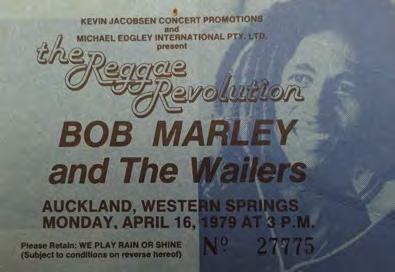 KEVIN JACOBSEN CONCERT PROMOTIONS
and
MICHAEL EDGLEY INTERNATIONAL PTY. LTD.
present
the Reggae
Revolution
BOB MARLEY
and The Wailers
AUCKLAND, WESTERN SPRINGS
MONDAY, APRIL 16, 1979 AT 3 P.M.
Please Retain: WE PLAY RAIN OR SHINE
(Subject to conditions on reverse hereof)
Nº 27775